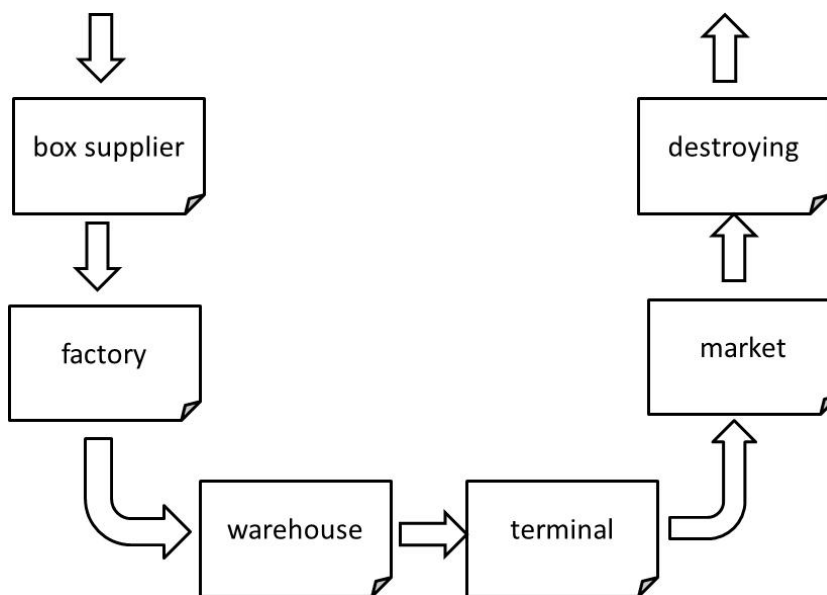 box supplier
factory
warehouse
terminal
market
destroying